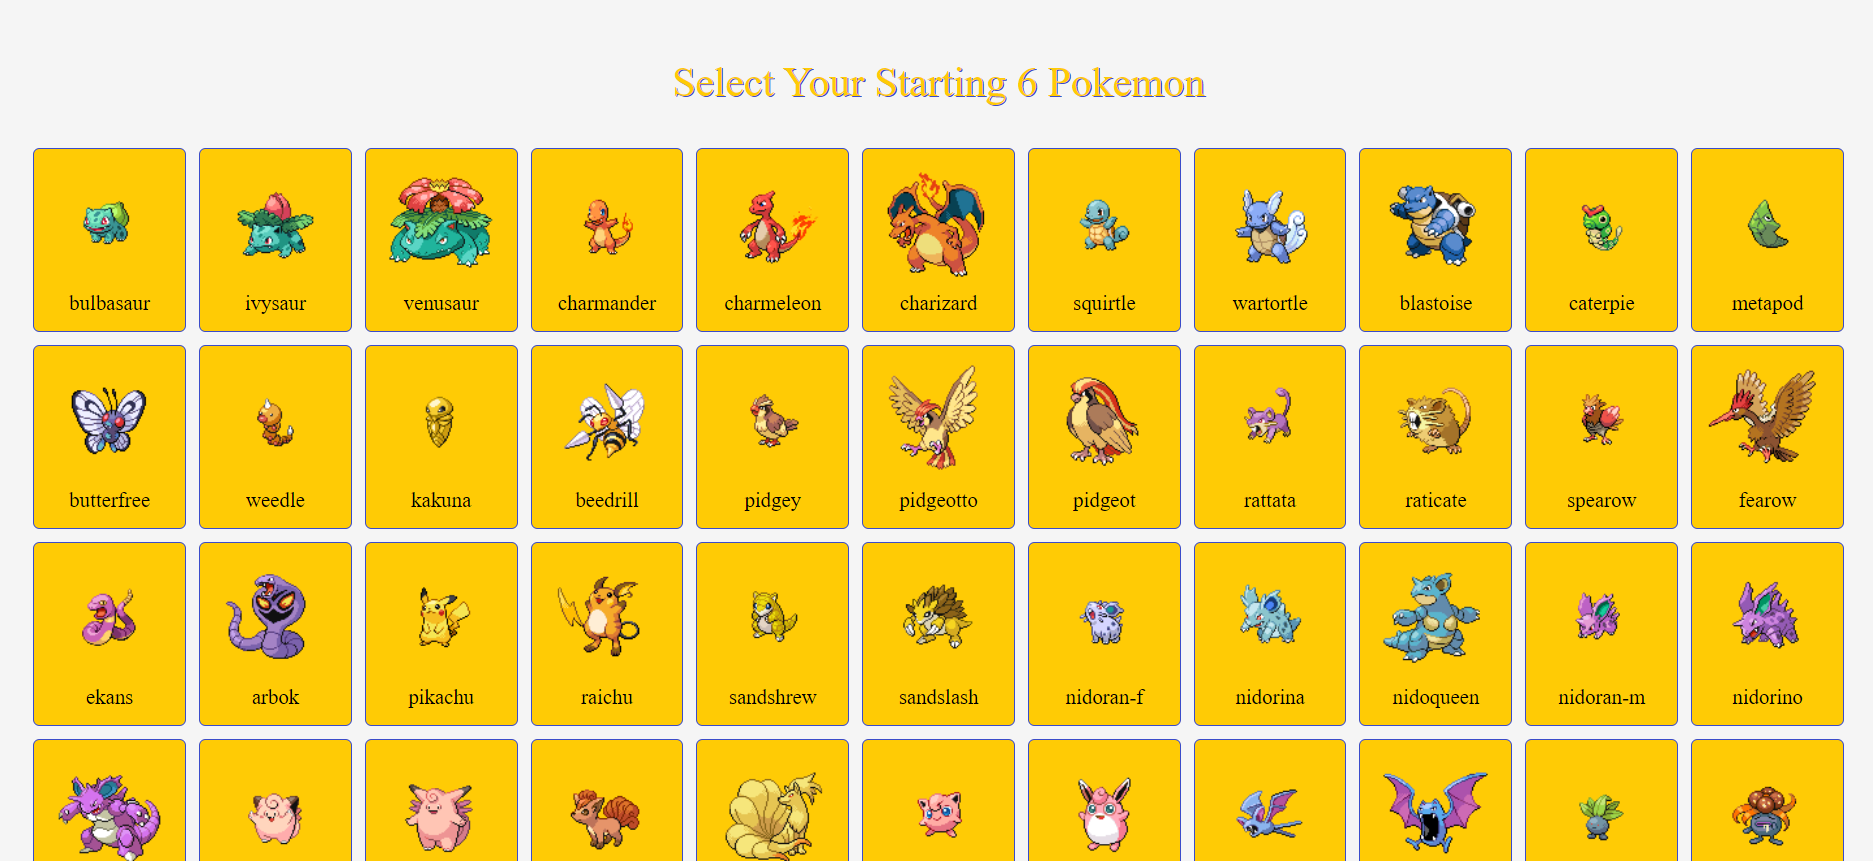 Select Your Starting 6 Pokemon
bulbasaur ivysaur venusaur charmander charmeleon charizard squirtle wartortle blastoise caterpie metapod
butterfree weedle kakuna beedrill pidgey pidgeotto pidgeot rattata raticate spearow fearow
ekans arbok pikachu raichu sandshrew sandslash nidoran-f nidorina nidoqueen nidoran-m nidorino